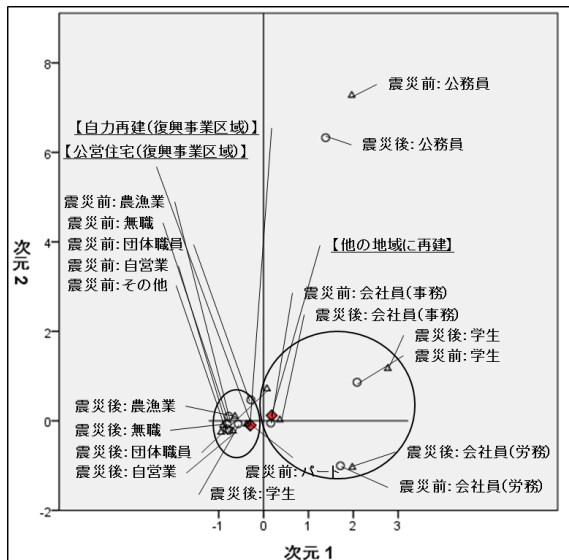 8
6
4
2
0
-2
次元 2
-1
0
1
2
3
次元 1
震災前:公務員
震災後:公務員
【自力再建(復興事業区域)】
【公営住宅(復興事業区域)】
震災前:農漁業
震災前:無職
震災前:団体職員
震災前:自営業
震災前:その他
【他の地域に再建】
震災前:会社員(事務)
震災後:会社員(事務)
震災後:学生
震災前:学生
震災後:農漁業
震災後:無職
震災後:団体職員
震災後:自営業
震災前:パート
震災後:学生
震災後:会社員(労務)
震災前:会社員(労務)